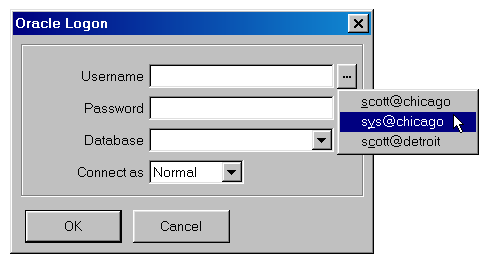 Oracle Logon
Username
...
Password
scott@chicago
sys@chicago
Database
scott@detroit
Connect as Normal
OK Cancel